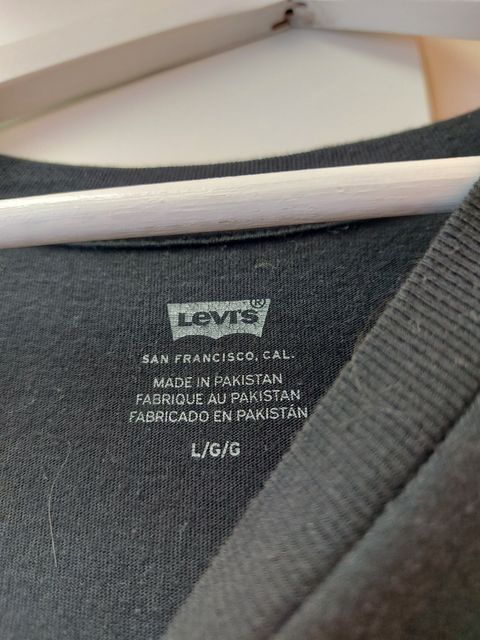 Levi's®
SAN FRANCISCO, CAL.
MADE IN PAKISTAN
FABRIQUE AU PAKISTAN
FABRICADO EN PAKISTÁN
L/G/G